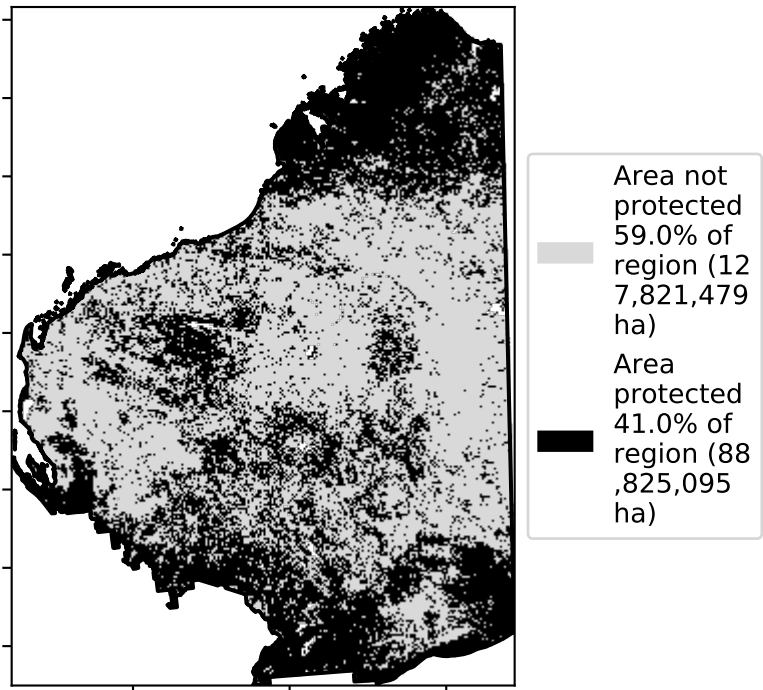 Area not
protected
59.0% of
region (12
7,821,479
ha)
Area
protected
41.0% of
region (88
,825,095
ha)